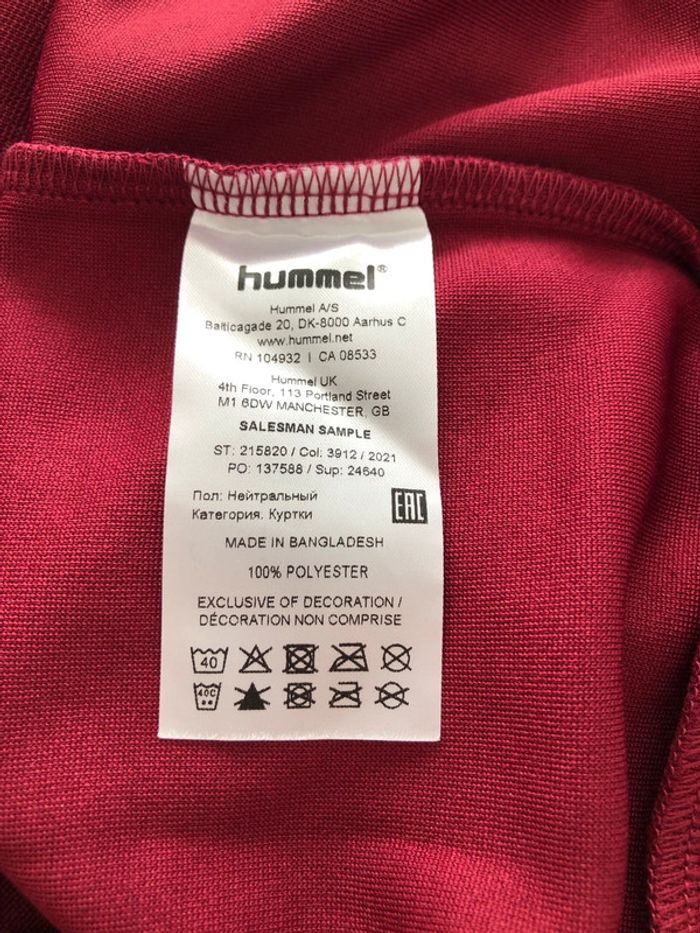 hummel®
Hummel A/S
Balticagade 20, DK-8000 Aarhus C
www.hummel.net
RN 104932 | CA 08533
Hummel UK
4th Floor, 113 Portland Street
M1 6DW MANCHESTER, GB
SALESMAN SAMPLE
ST: 215820 / Col: 3912 / 2021
PO: 137588 / Sup: 24640
Пол: Нейтральный
Категория. Куртки
EAC
MADE IN BANGLADESH
100% POLYESTER
EXCLUSIVE OF DECORATION /
DÉCORATION NON COMPRISE
40
40C